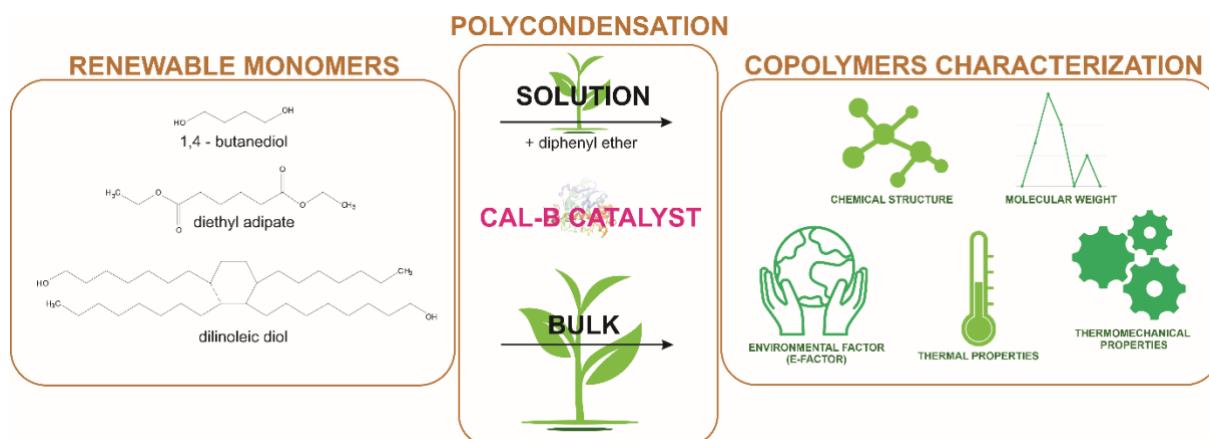 POLYCONDENSATION
RENEWABLE MONOMERS
HO
OH
1,4 - butanediol
H₃C
O
O
O
O
CH₃
diethyl adipate
HO
CH₃
H₃C
OH
dilinoleic diol
SOLUTION
+ diphenyl ether
CAL-B CATALYST
BULK
COPOLYMERS CHARACTERIZATION
CHEMICAL STRUCTURE
MOLECULAR WEIGHT
ENVIRONMENTAL FACTOR
(E-FACTOR)
THERMAL PROPERTIES
THERMOMECHANICAL
PROPERTIES